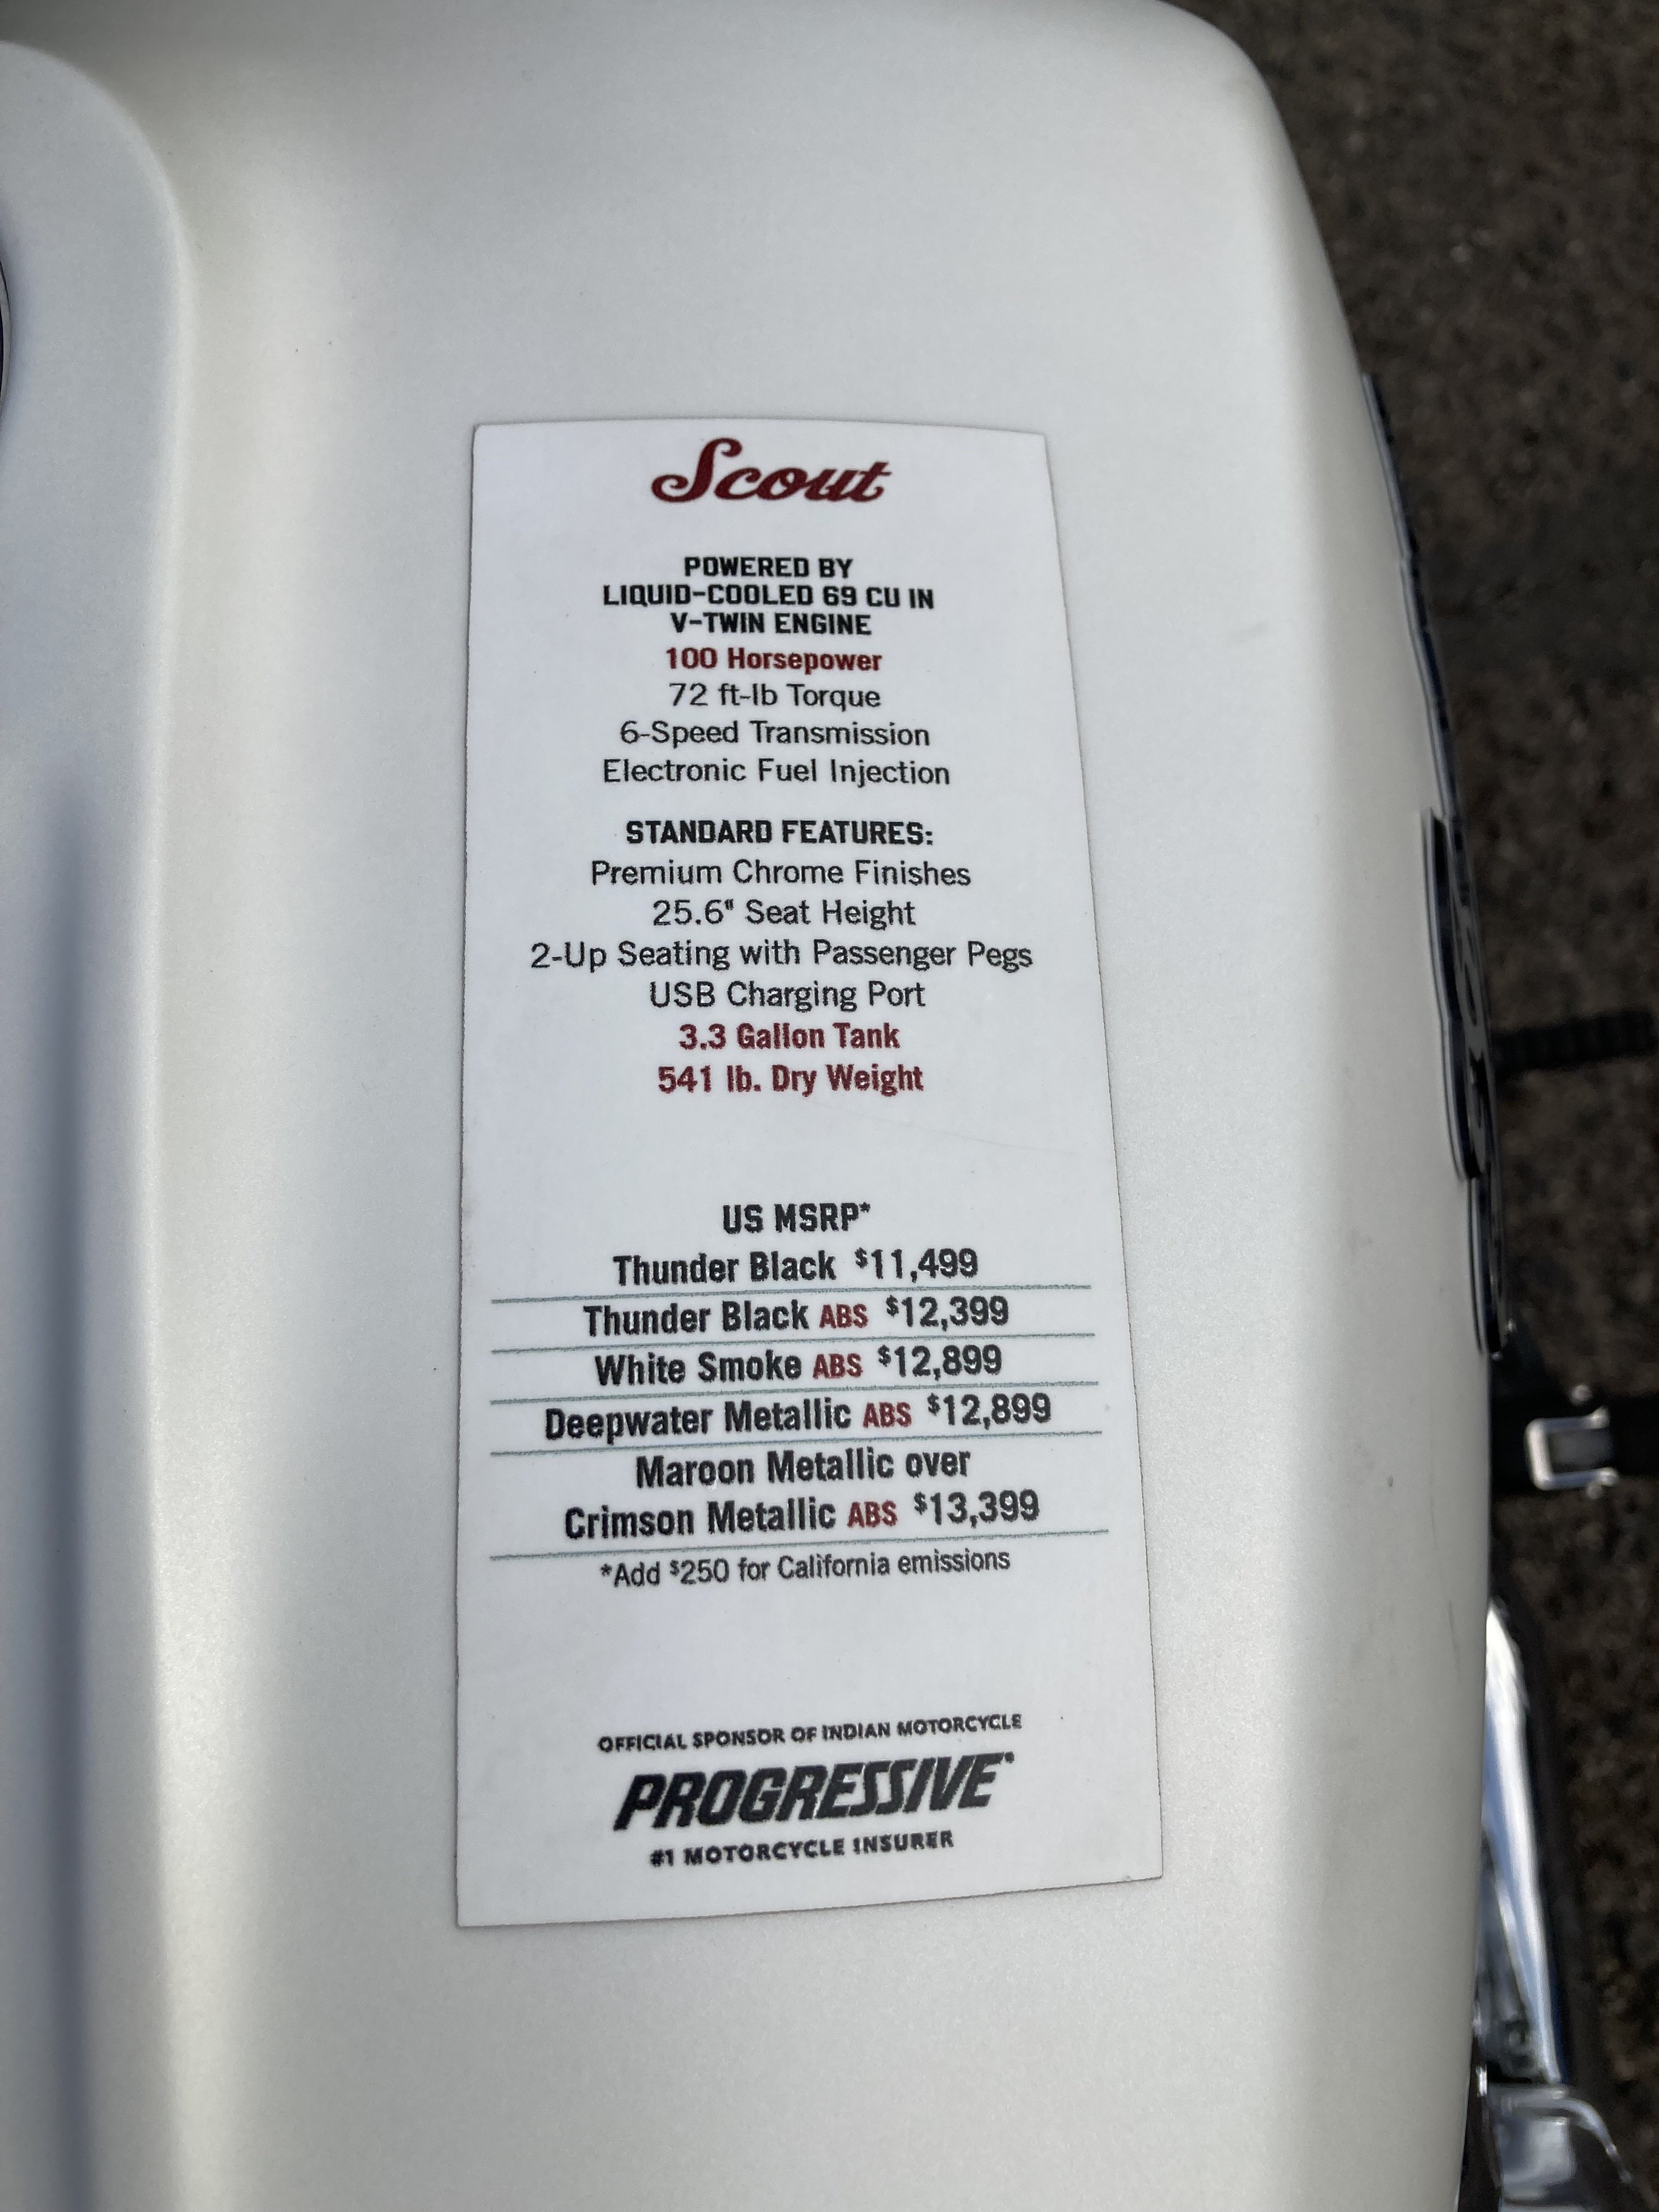 Scout
POWERED BY
LIQUID-COOLED 69 CU IN
V-TWIN ENGINE
100 Horsepower
72 ft-lb Torque
6-Speed Transmission
Electronic Fuel Injection
STANDARD FEATURES:
Premium Chrome Finishes
25.6" Seat Height
2-Up Seating with Passenger Pegs
USB Charging Port
3.3 Gallon Tank
541 lb. Dry Weight
US MSRP*
Thunder Black $11,499
Thunder Black ABS $12,399
White Smoke ABS $12,899
Deepwater Metallic ABS $12,899
Maroon Metallic over
Crimson Metallic ABS $13,399
*Add $250 for California emissions
OFFICIAL SPONSOR OF INDIAN MOTORCYCLE
PROGRESSIVE
#1 MOTORCYCLE INSURER